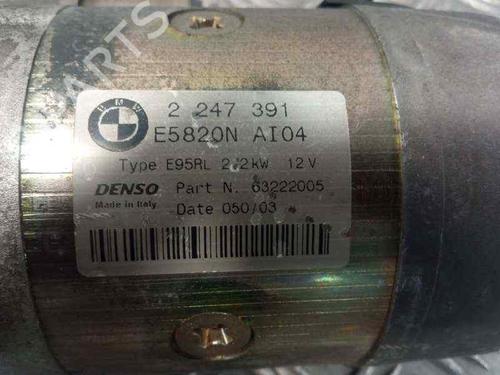 PARTS
BMW
2 247 391
E5820N AI04
Type E95RL 2,2kW 12V
DENSO Part N. 63222005
Made in Italy Date 050/03